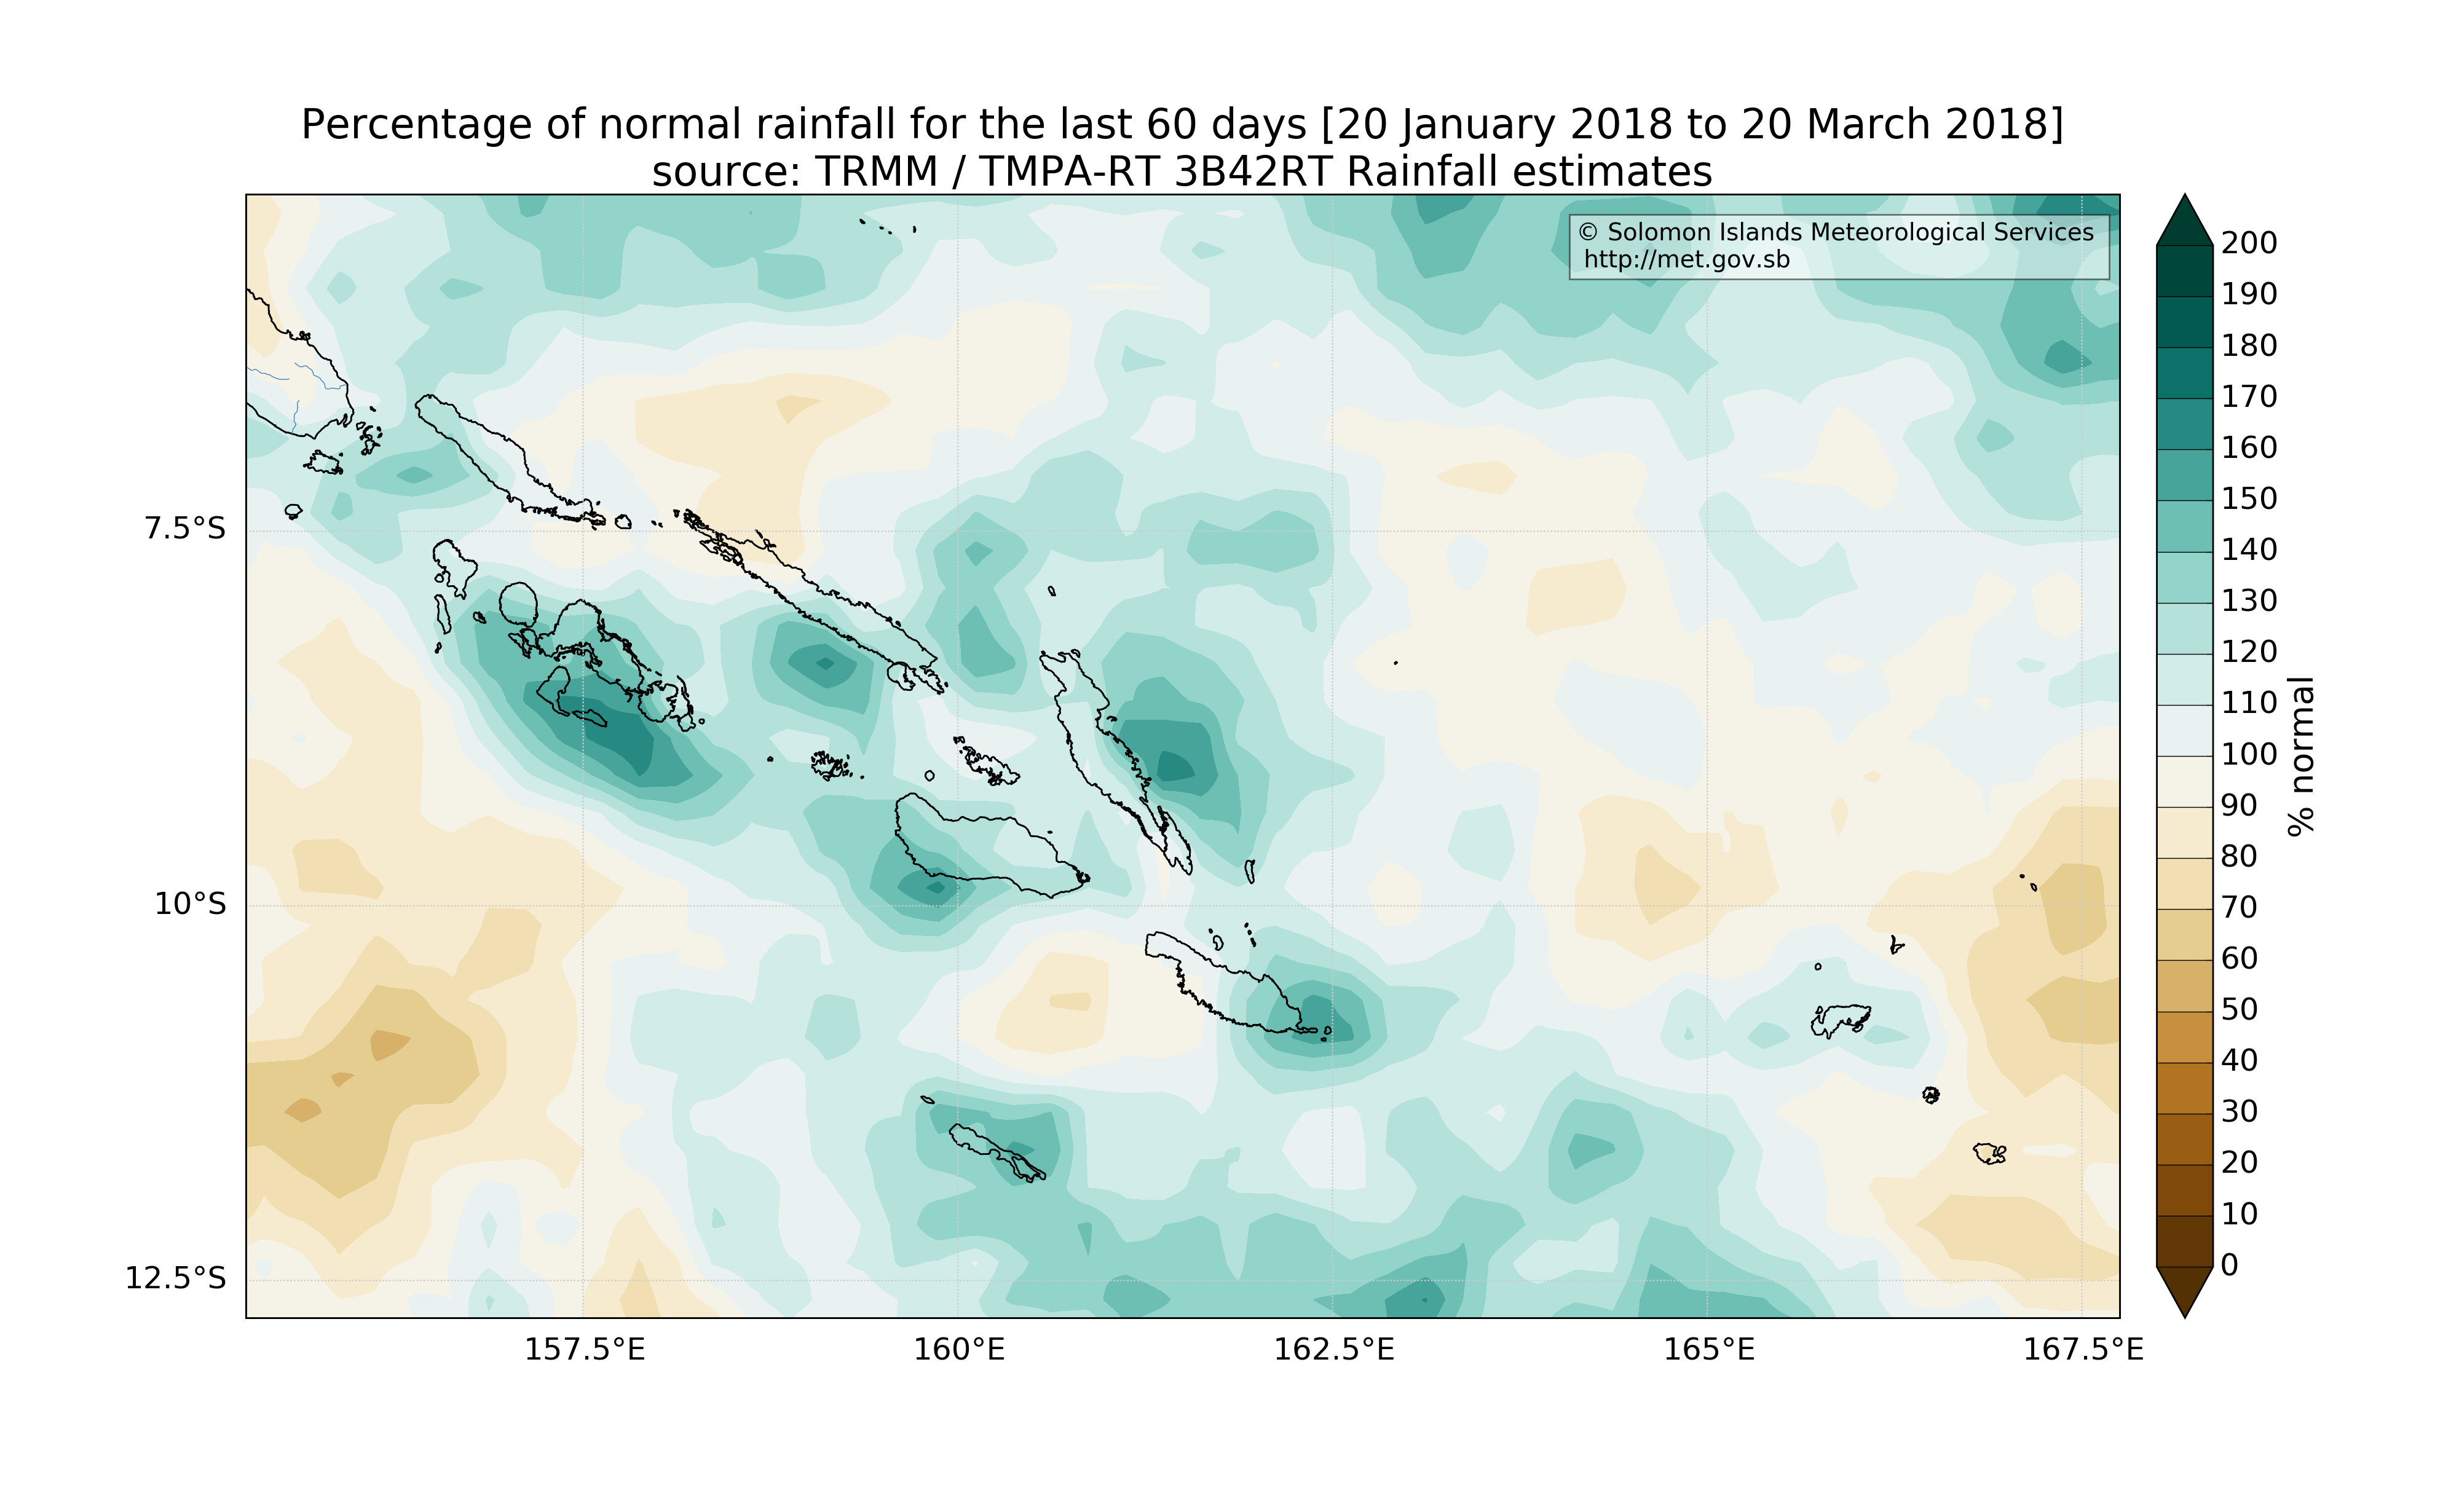 Percentage of normal rainfall for the last 60 days [20 January 2018 to 20 March 2018]
source: TRMM / TMPA-RT 3B42RT Rainfall estimates
© Solomon Islands Meteorological Services
http://met.gov.sb
7.5°S
10°S
12.5°S
157.5°E
160°E
162.5°E
165°E
167.5°E
200
190
180
170
160
150
140
130
120
110
100
90
80
70
60
50
40
30
20
10
0
% normal